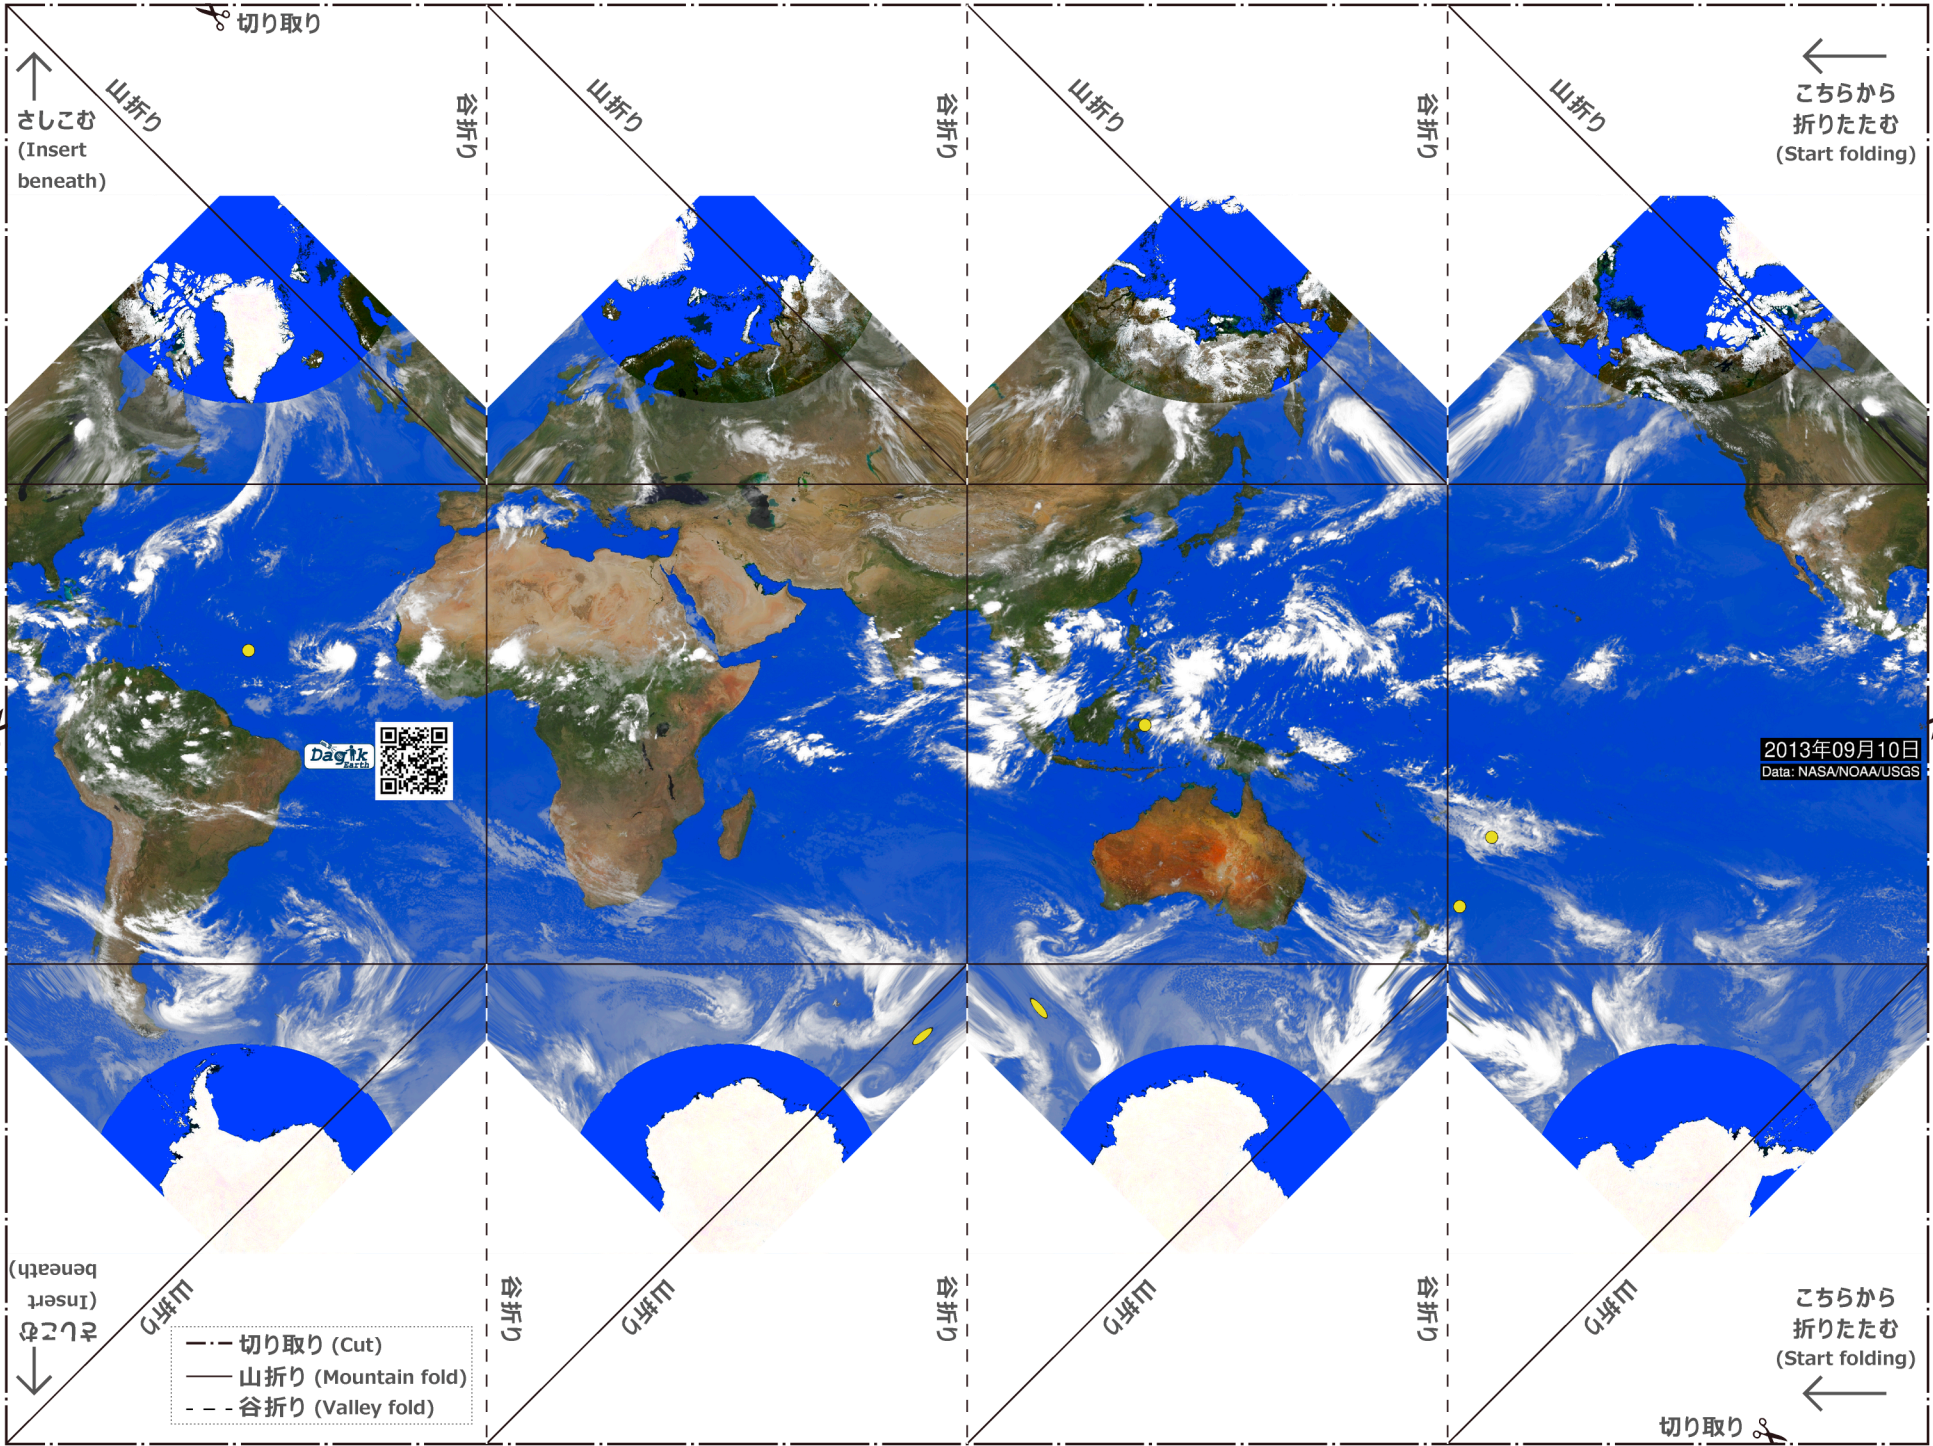 切り取り
さしこむ
(Insert
beneath)
山折り
谷折り
山折り
谷折り
山折り
谷折り
山折り
こちらから
折りたたむ
(Start folding)
Dagik
Earth
2013年09月10日
Data: NASA/NOAA/USGS
さしこむ
(Insert
beneath)
山折り
谷折り
山折り
谷折り
山折り
谷折り
山折り
こちらから
折りたたむ
(Start folding)
切り取り (Cut)
山折り (Mountain fold)
谷折り (Valley fold)
切り取り